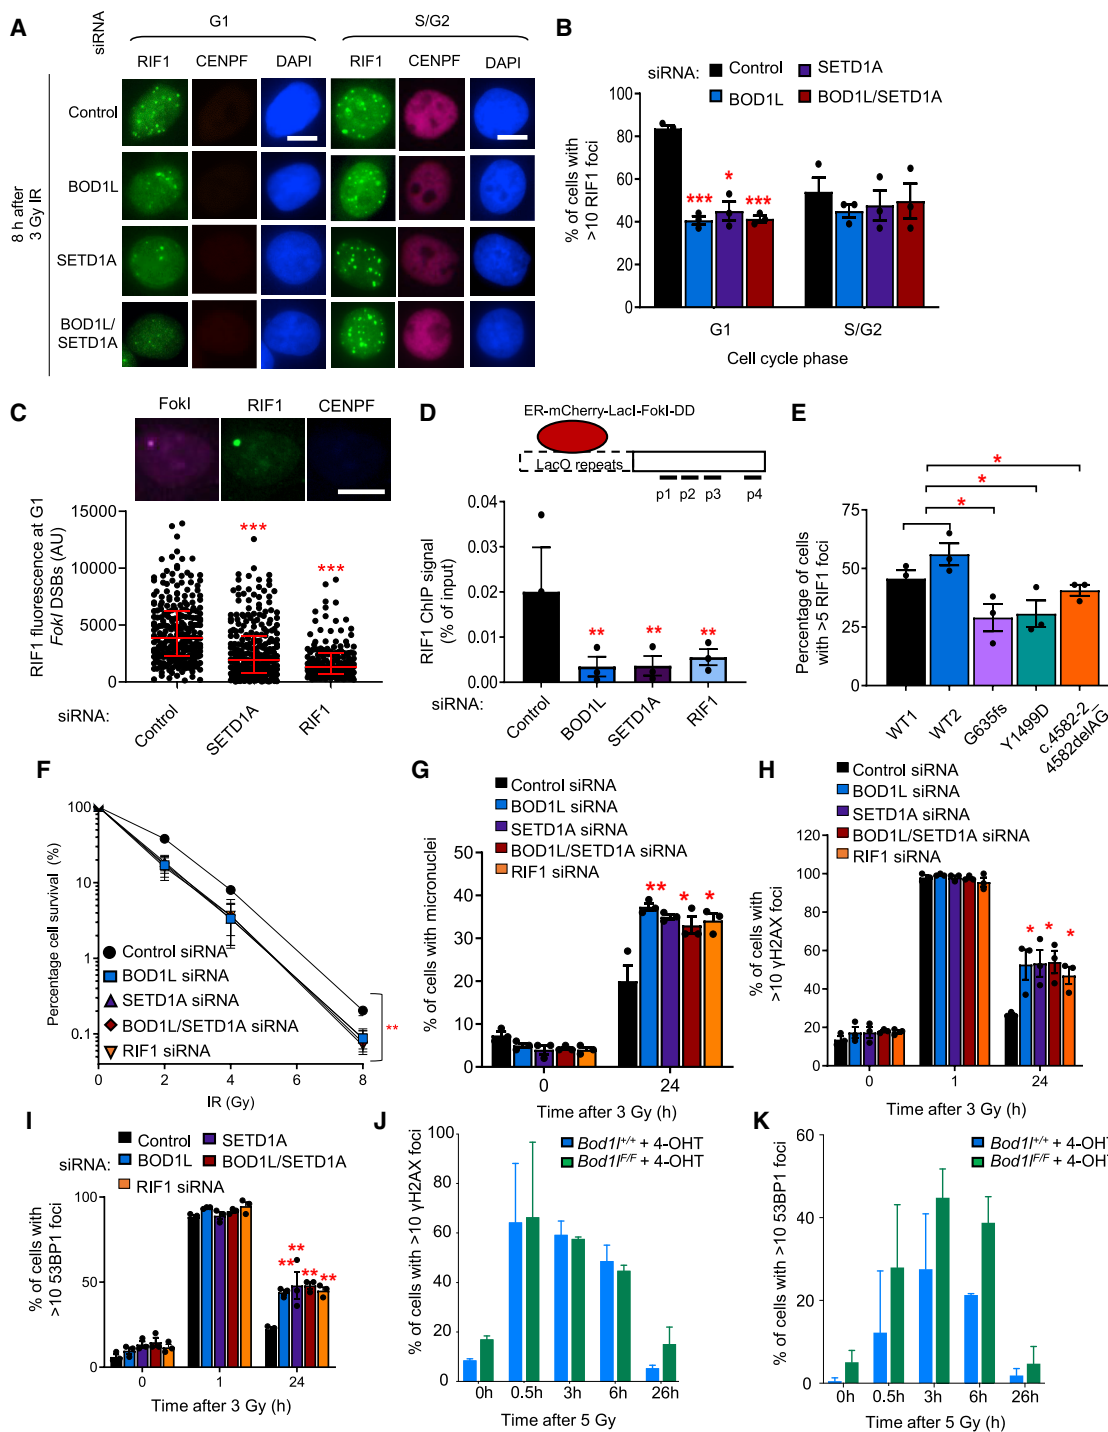 A
siRNA
G1
S/G2
RIF1 CENPF DAPI RIF1 CENPF DAPI
8 h after
3 Gy IR
Control
BOD1L
SETD1A
BOD1L/
SETD1A
B
siRNA: Control SETD1A
BOD1L BOD1L/SETD1A
% of cells with
>10 RIF1 foci
100
80
60
40
20
0
*** * ***
G1 S/G2
Cell cycle phase
C
FokI RIF1 CENPF
RIF1 fluorescence at G1
FokI DSBs (AU)
15000
10000
5000
0
***
***
siRNA:
Control
SETD1A
RIF1
D
ER-mCherry-LacI-FokI-DD
LacO repeats
p1 p2 p3 p4
RIF1 ChIP signal
(% of input)
0.04
0.03
0.02
0.01
0.00
** ** **
siRNA:
Control
BOD1L
SETD1A
RIF1
E
*
*
*
Percentage of cells
with >5 RIF1 foci
75
50
25
0
WT1
WT2
G635fs
Y1499D
c.4582-2_
4582delAG
F
Percentage cell survival (%)
100
10
1
0.1
Control siRNA
BOD1L siRNA
SETD1A siRNA
BOD1L/SETD1A siRNA
RIF1 siRNA
**
0 2 4 6 8
IR (Gy)
G
Control siRNA
BOD1L siRNA
SETD1A siRNA
BOD1L/SETD1A siRNA
RIF1 siRNA
% of cells with micronuclei
50
40
30
20
10
0
** * *
0 24
Time after 3 Gy (h)
H
Control siRNA
BOD1L siRNA
SETD1A siRNA
BOD1L/SETD1A siRNA
RIF1 siRNA
% of cells with
>10 γH2AX foci
120
100
80
60
40
20
0
* * *
0 1 24
Time after 3 Gy (h)
I
siRNA:
Control SETD1A
BOD1L BOD1L/SETD1A
RIF1 siRNA
% of cells with
>10 53BP1 foci
100
50
0
** ** ** **
0 1 24
Time after 3 Gy (h)
J
Bod1l+/+ + 4-OHT
Bod1lF/F + 4-OHT
% of cells with >10 γH2AX foci
100
80
60
40
20
0
0h 0.5h 3h 6h 26h
Time after 5 Gy
K
Bod1l+/+ + 4-OHT
Bod1lF/F + 4-OHT
% of cells with >10 53BP1 foci
60
40
20
0
0h 0.5h 3h 6h 26h
Time after 5 Gy (h)